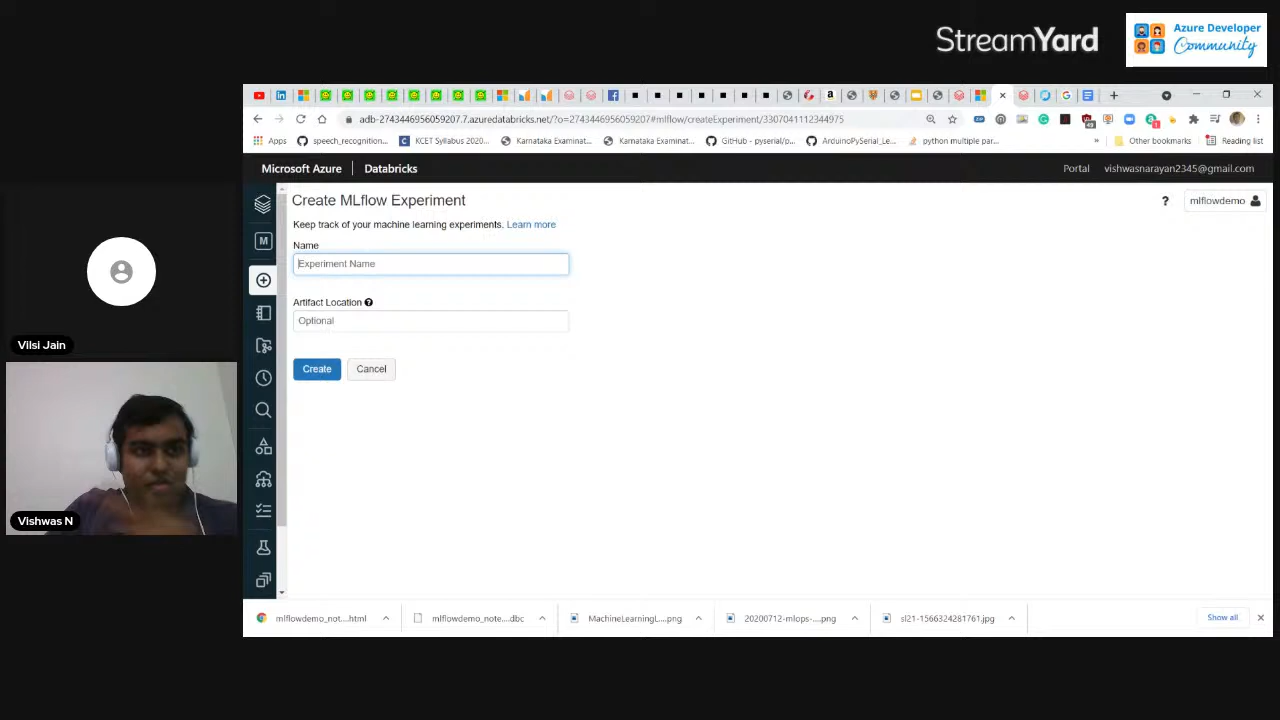 StreamYard
Azure Developer
Community
adb-2743446956059207.7.azuredatabricks.net/?o=2743446956059207#mlflow/createExperiment/3307041112344975
Apps
speech_recognition...
KCET Syllabus 2020...
Karnataka Examinat...
Karnataka Examinat...
GitHub - pyserial/p...
ArduinoPySerial_Le...
python multiple par...
»
Other bookmarks
Reading list
Microsoft Azure
Databricks
Portal
vishwasnarayan2345@gmail.com
Create MLflow Experiment
?
mlflowdemo
Keep track of your machine learning experiments. Learn more
Name
Experiment Name
Artifact Location ?
Optional
Create
Cancel
M
Vilsi Jain
Vishwas N
mlflowdemo_not....html
mlflowdemo_note....dbc
MachineLearningL....png
20200712-mlops-....png
sl21-1566324281761.jpg
Show all